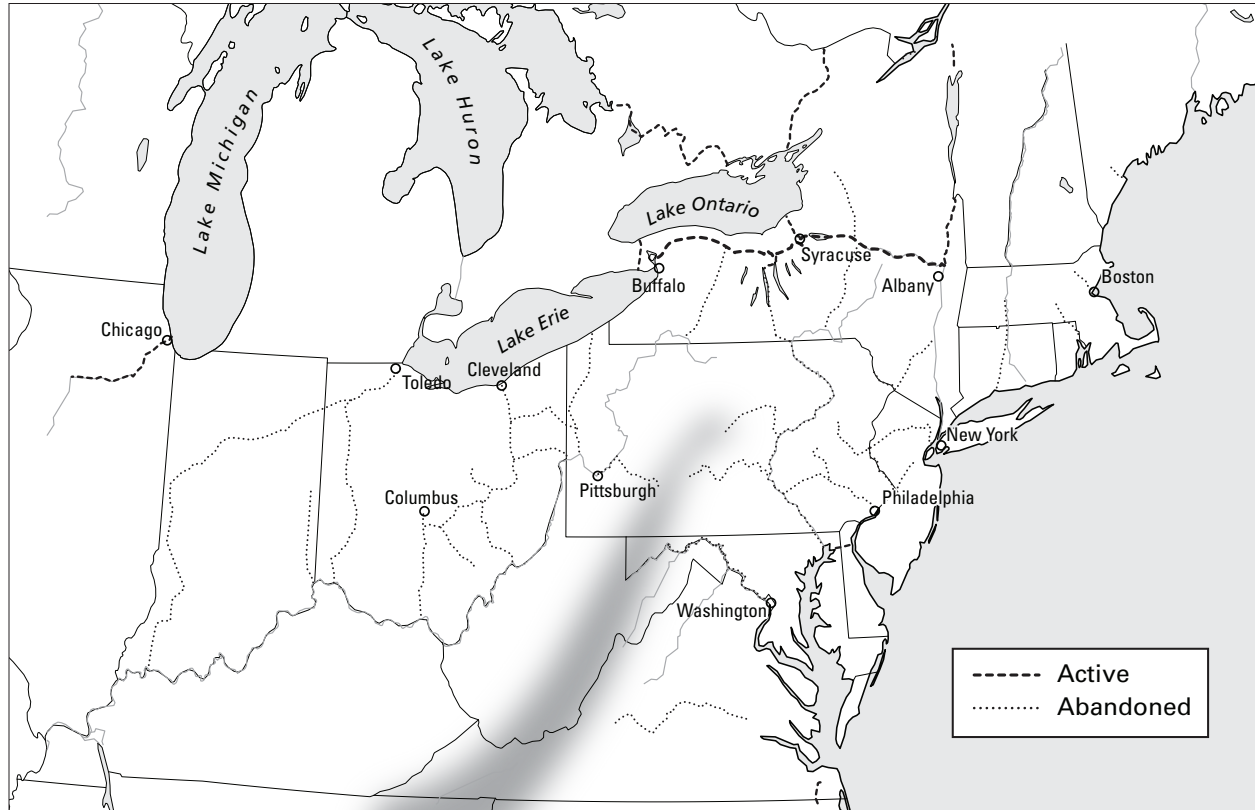 Lake Michigan
Lake Huron
Lake Ontario
Syracuse
Buffalo
Albany
Boston
Chicago
Lake Erie
Cleveland
Toledo
New York
Pittsburgh
Columbus
Philadelphia
Washington
Active
Abandoned